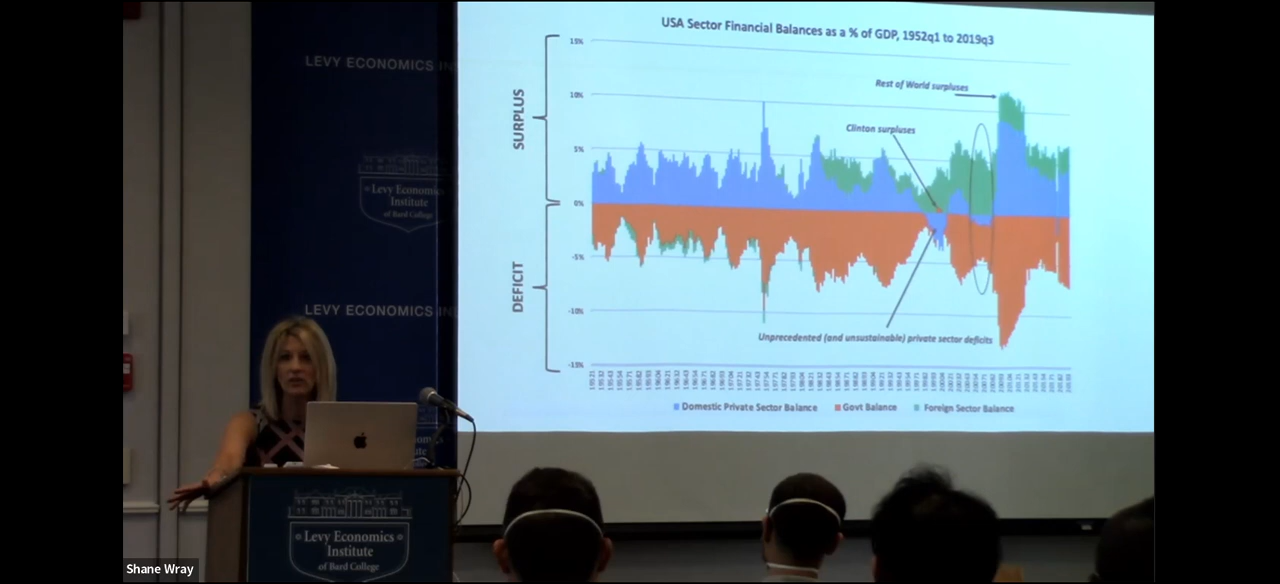 LEVY ECONOMICS IN
Levy Economics
Institute
of Bard College
LEVY ECONOMICS IN
USA Sector Financial Balances as a % of GDP, 1952q1 to 2019q3
SURPLUS
DEFICIT
15%
10%
5%
0%
-5%
-10%
-15%
Rest of World surpluses
Clinton surpluses
Unprecedented (and unsustainable) private sector deficits
Domestic Private Sector Balance
Govt Balance
Foreign Sector Balance
Levy Economics
Institute
of Bard College
Shane Wray